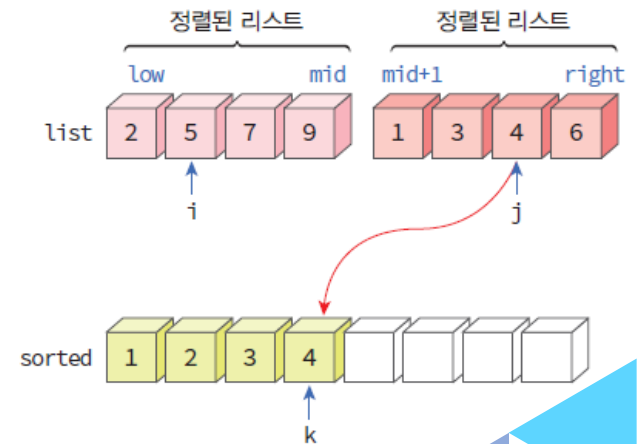 정렬된 리스트 정렬된 리스트
low mid mid+1 right
list 2 5 7 9 1 3 4 6
i j
sorted 1 2 3 4
k